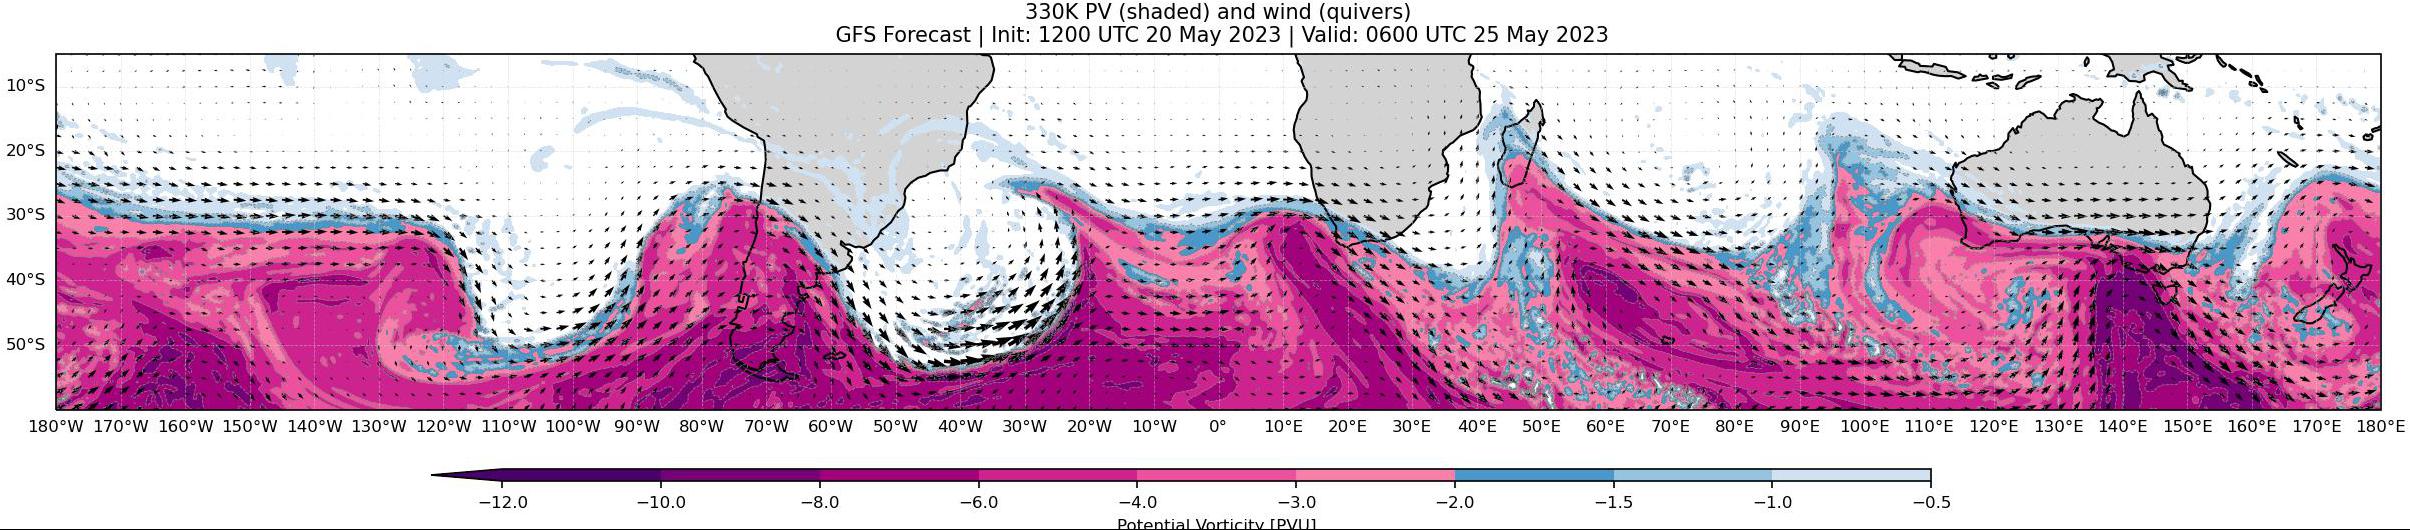 330K PV (shaded) and wind (quivers)
GFS Forecast | Init: 1200 UTC 20 May 2023 | Valid: 0600 UTC 25 May 2023
10°S
20°S
30°S
40°S
50°S
180°W 170°W 160°W 150°W 140°W 130°W 120°W 110°W 100°W 90°W 80°W 70°W 60°W 50°W 40°W 30°W 20°W 10°W 0° 10°E 20°E 30°E 40°E 50°E 60°E 70°E 80°E 90°E 100°E 110°E 120°E 130°E 140°E 150°E 160°E 170°E 180°E
−12.0 −10.0 −8.0 −6.0 −4.0 −3.0 −2.0 −1.5 −1.0 −0.5
Potential Vorticity [PVU]